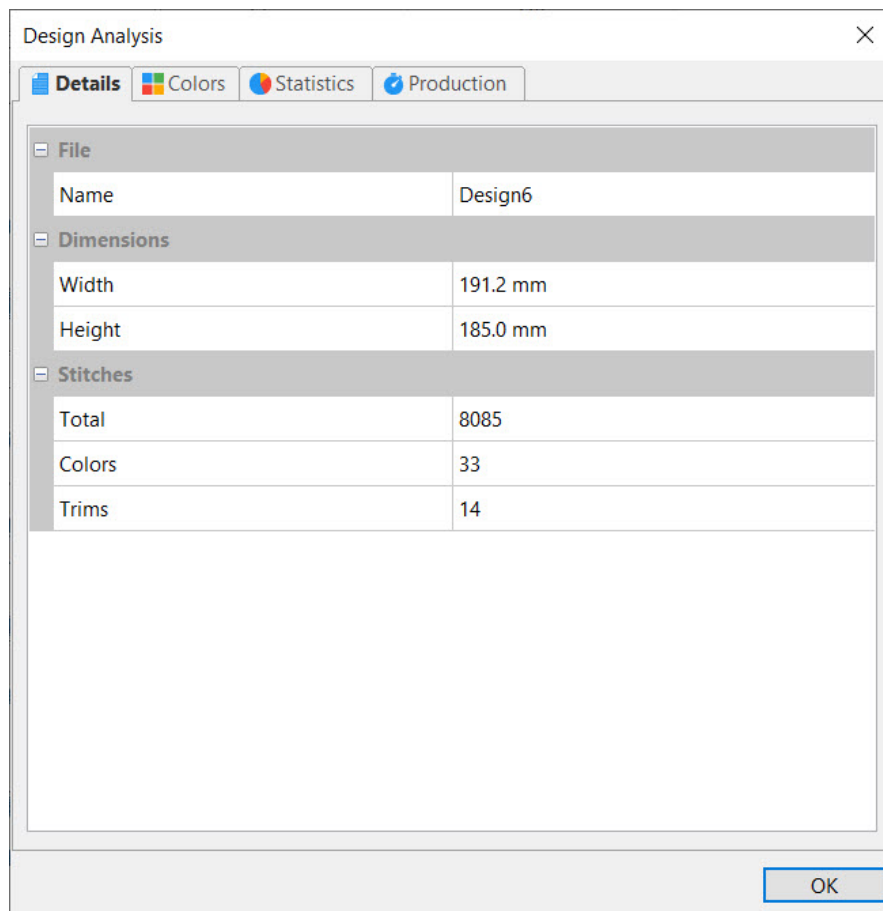 Design Analysis
Details Colors Statistics Production
File
Name Design6
Dimensions
Width 191.2 mm
Height 185.0 mm
Stitches
Total 8085
Colors 33
Trims 14
OK